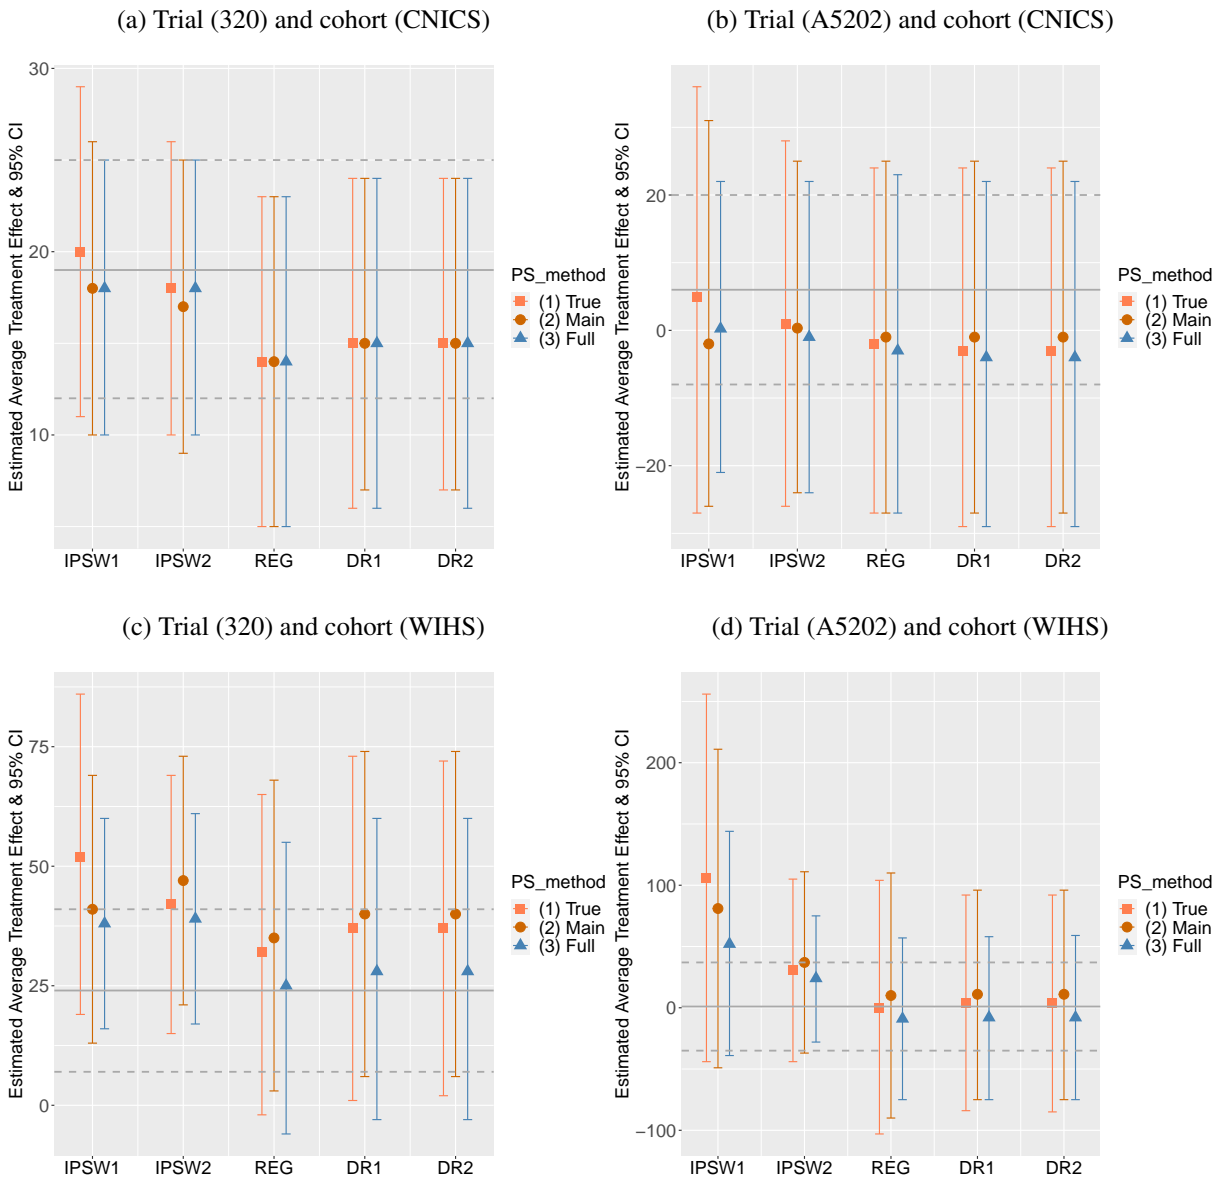 (a) Trial (320) and cohort (CNICS)
Estimated Average Treatment Effect & 95% CI
30
20
10
IPSW1 IPSW2 REG DR1 DR2
PS_method
(1) True
(2) Main
(3) Full
(b) Trial (A5202) and cohort (CNICS)
Estimated Average Treatment Effect & 95% CI
20
0
−20
IPSW1 IPSW2 REG DR1 DR2
PS_method
(1) True
(2) Main
(3) Full
(c) Trial (320) and cohort (WIHS)
Estimated Average Treatment Effect & 95% CI
75
50
25
0
IPSW1 IPSW2 REG DR1 DR2
PS_method
(1) True
(2) Main
(3) Full
(d) Trial (A5202) and cohort (WIHS)
Estimated Average Treatment Effect & 95% CI
200
100
0
−100
IPSW1 IPSW2 REG DR1 DR2
PS_method
(1) True
(2) Main
(3) Full